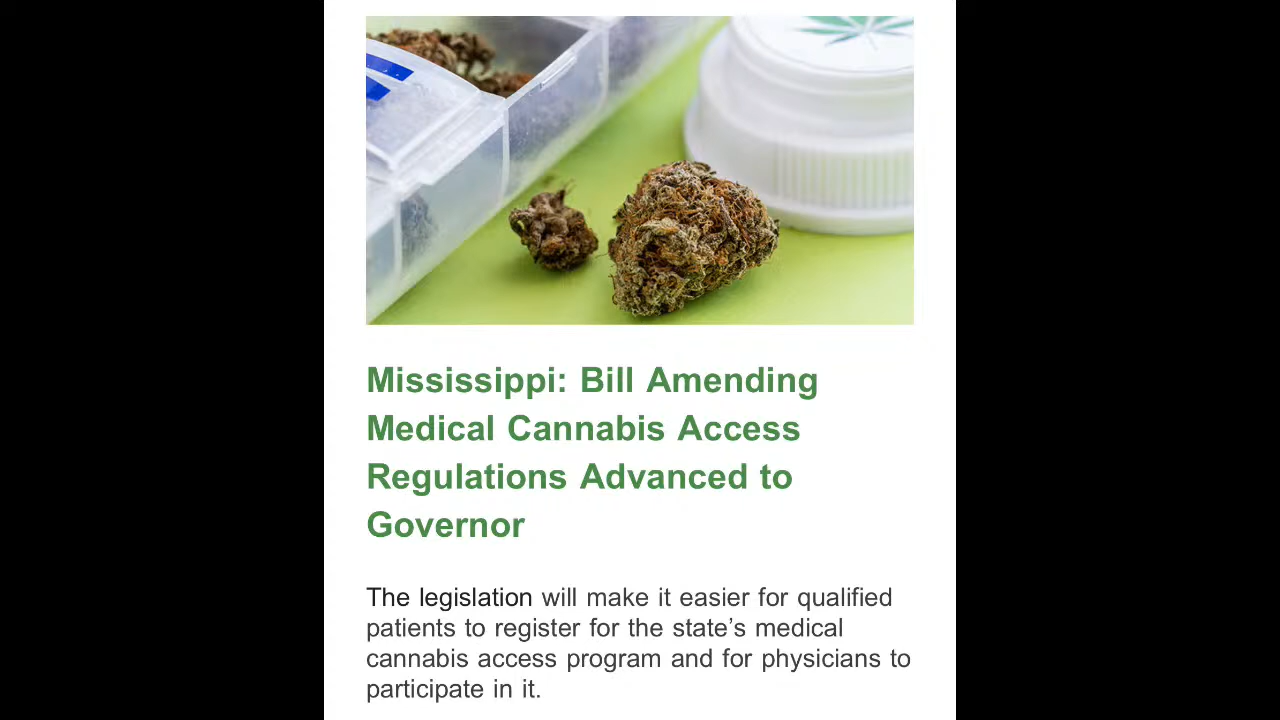 Mississippi: Bill Amending
Medical Cannabis Access
Regulations Advanced to
Governor
The legislation will make it easier for qualified
patients to register for the state’s medical
cannabis access program and for physicians to
participate in it.